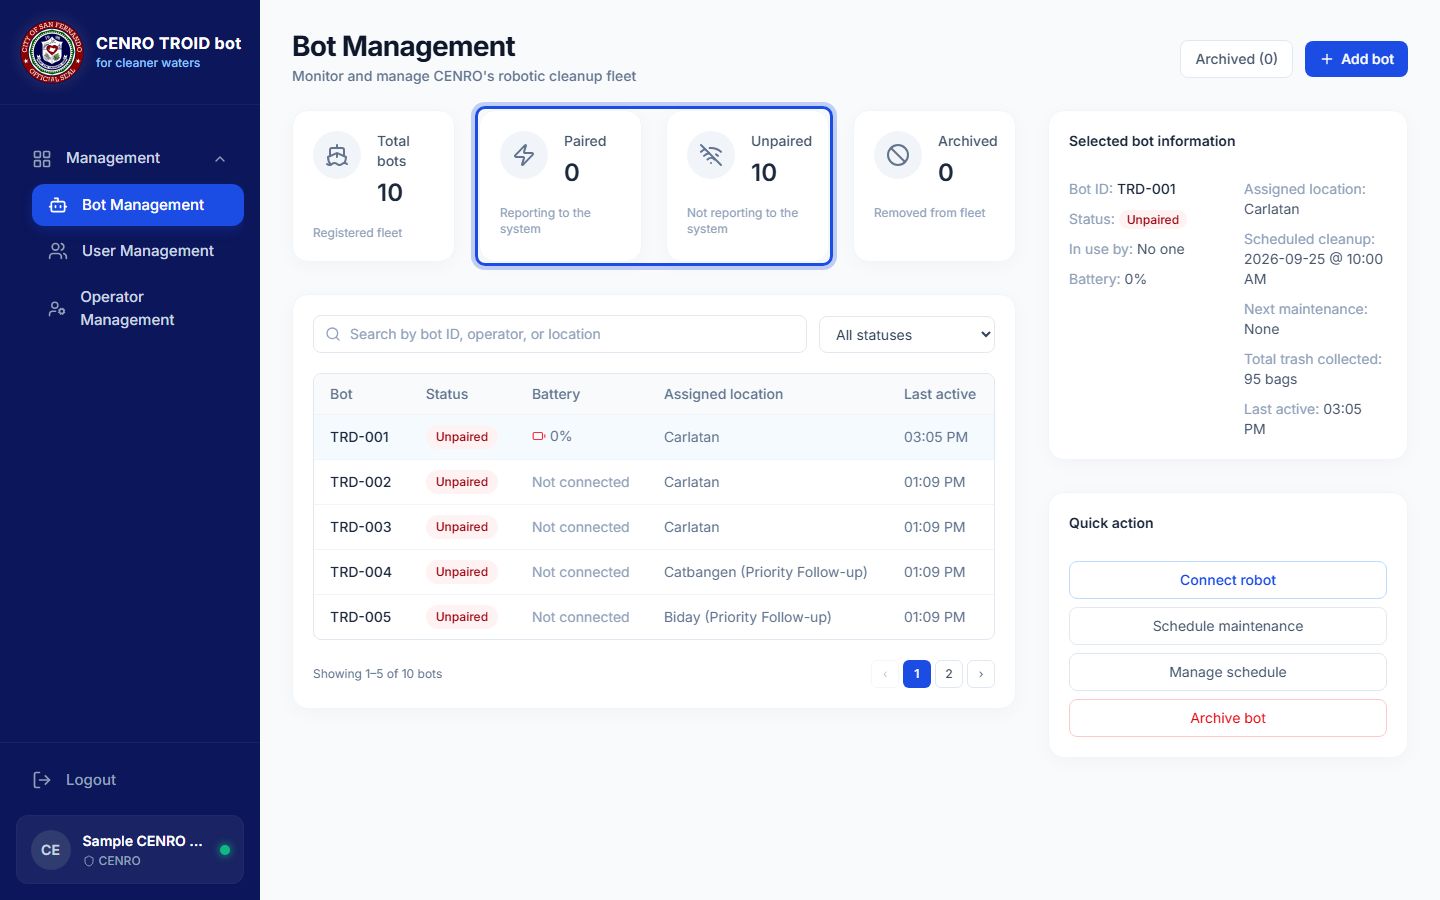 CITY OF SAN FERNANDO
OFFICIAL SEAL
CENRO TROID bot
for cleaner waters
Management
Bot Management
User Management
Operator
Management
Logout
CE
Sample CENRO ...
CENRO
Bot Management
Monitor and manage CENRO's robotic cleanup fleet
Archived (0)
+ Add bot
Total
bots
10
Registered fleet
Paired
0
Reporting to the
system
Unpaired
10
Not reporting to the
system
Archived
0
Removed from fleet
Search by bot ID, operator, or location
All statuses
Bot Status Battery Assigned location Last active
TRD-001 Unpaired 0% Carlatan 03:05 PM
TRD-002 Unpaired Not connected Carlatan 01:09 PM
TRD-003 Unpaired Not connected Carlatan 01:09 PM
TRD-004 Unpaired Not connected Catbangen (Priority Follow-up) 01:09 PM
TRD-005 Unpaired Not connected Biday (Priority Follow-up) 01:09 PM
Showing 1–5 of 10 bots
‹ 1 2 ›
Selected bot information
Bot ID: TRD-001
Status: Unpaired
In use by: No one
Battery: 0%
Assigned location:
Carlatan
Scheduled cleanup:
2026-09-25 @ 10:00
AM
Next maintenance:
None
Total trash collected:
95 bags
Last active: 03:05
PM
Quick action
Connect robot
Schedule maintenance
Manage schedule
Archive bot